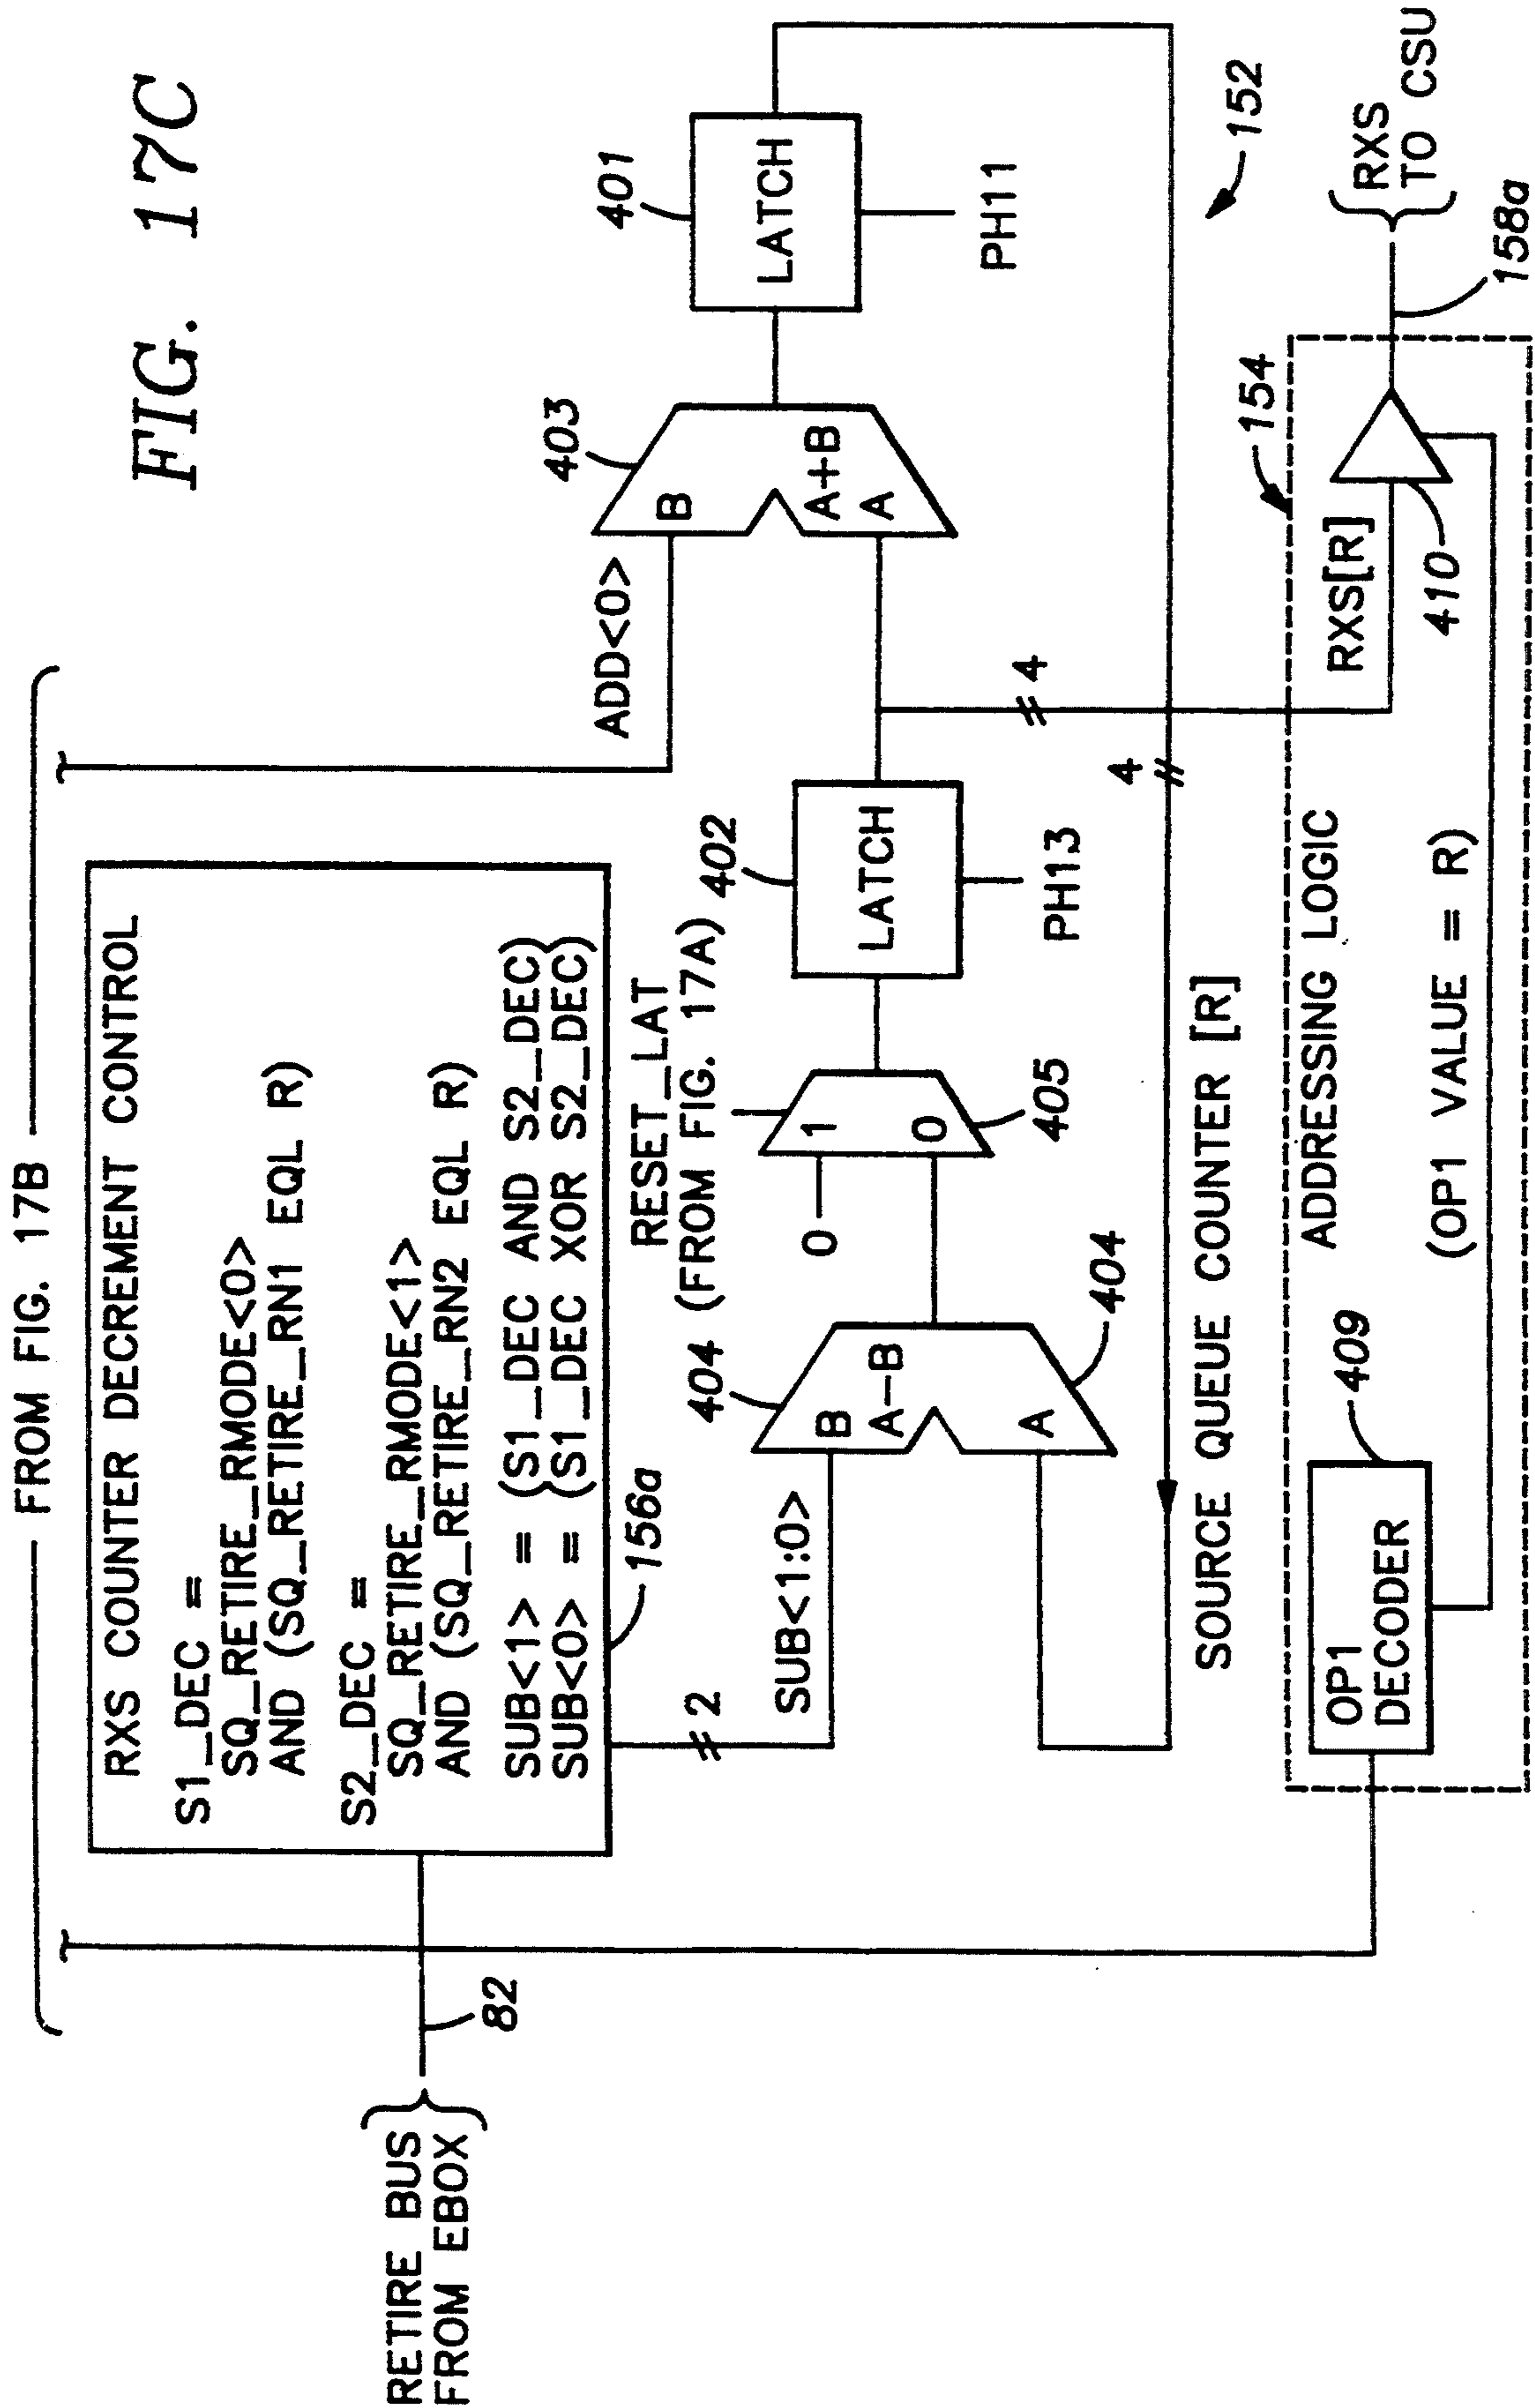 FIG. 17C
FROM FIG. 17B
RXS COUNTER DECREMENT CONTROL
S1_DEC =
SQ_RETIRE_RMODE<0>
AND (SQ_RETIRE_RN1 EQL R)
S2_DEC =
SQ_RETIRE_RMODE<1>
AND (SQ_RETIRE_RN2 EQL R)
SUB<1> = (S1_DEC AND S2_DEC)
SUB<0> = (S1_DEC XOR S2_DEC)
RETIRE BUS
FROM EBOX
82
156a
2
SUB<1:0>
404
B
A-B
A
404
RESET_LAT
(FROM FIG. 17A)
0
1
0
405
402
LATCH
PH13
ADD<0>
403
B
A+B
A
401
LATCH
PH11
4
4
152
SOURCE QUEUE COUNTER [R]
154
ADDRESSING LOGIC
409
OP1
DECODER
(OP1 VALUE = R)
RXS[R]
410
158a
RXS
TO CSU